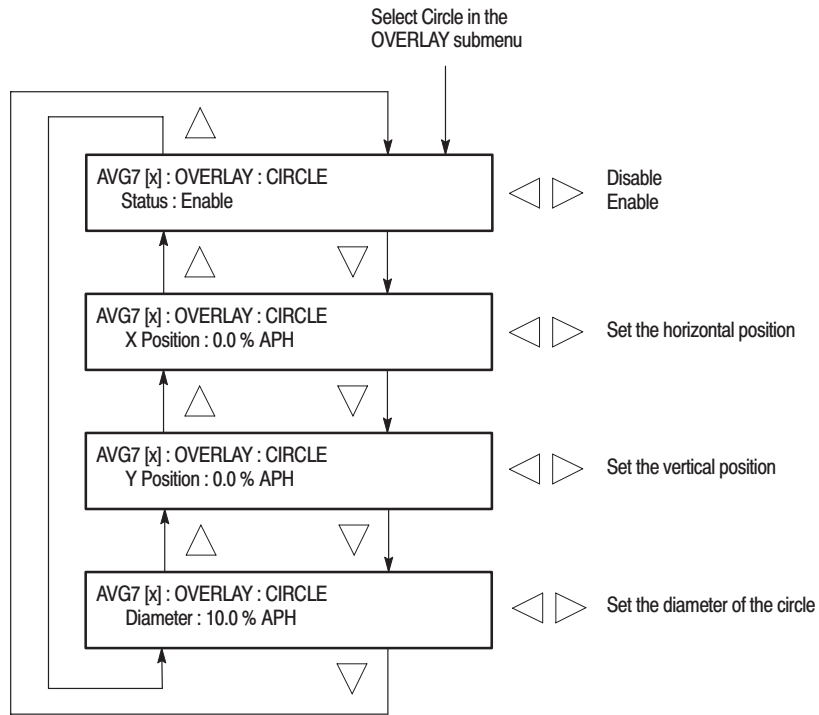 Select Circle in the
OVERLAY submenu
AVG7 [x] : OVERLAY : CIRCLE
Status : Enable
Disable
Enable
AVG7 [x] : OVERLAY : CIRCLE
X Position : 0.0 % APH
Set the horizontal position
AVG7 [x] : OVERLAY : CIRCLE
Y Position : 0.0 % APH
Set the vertical position
AVG7 [x] : OVERLAY : CIRCLE
Diameter : 10.0 % APH
Set the diameter of the circle